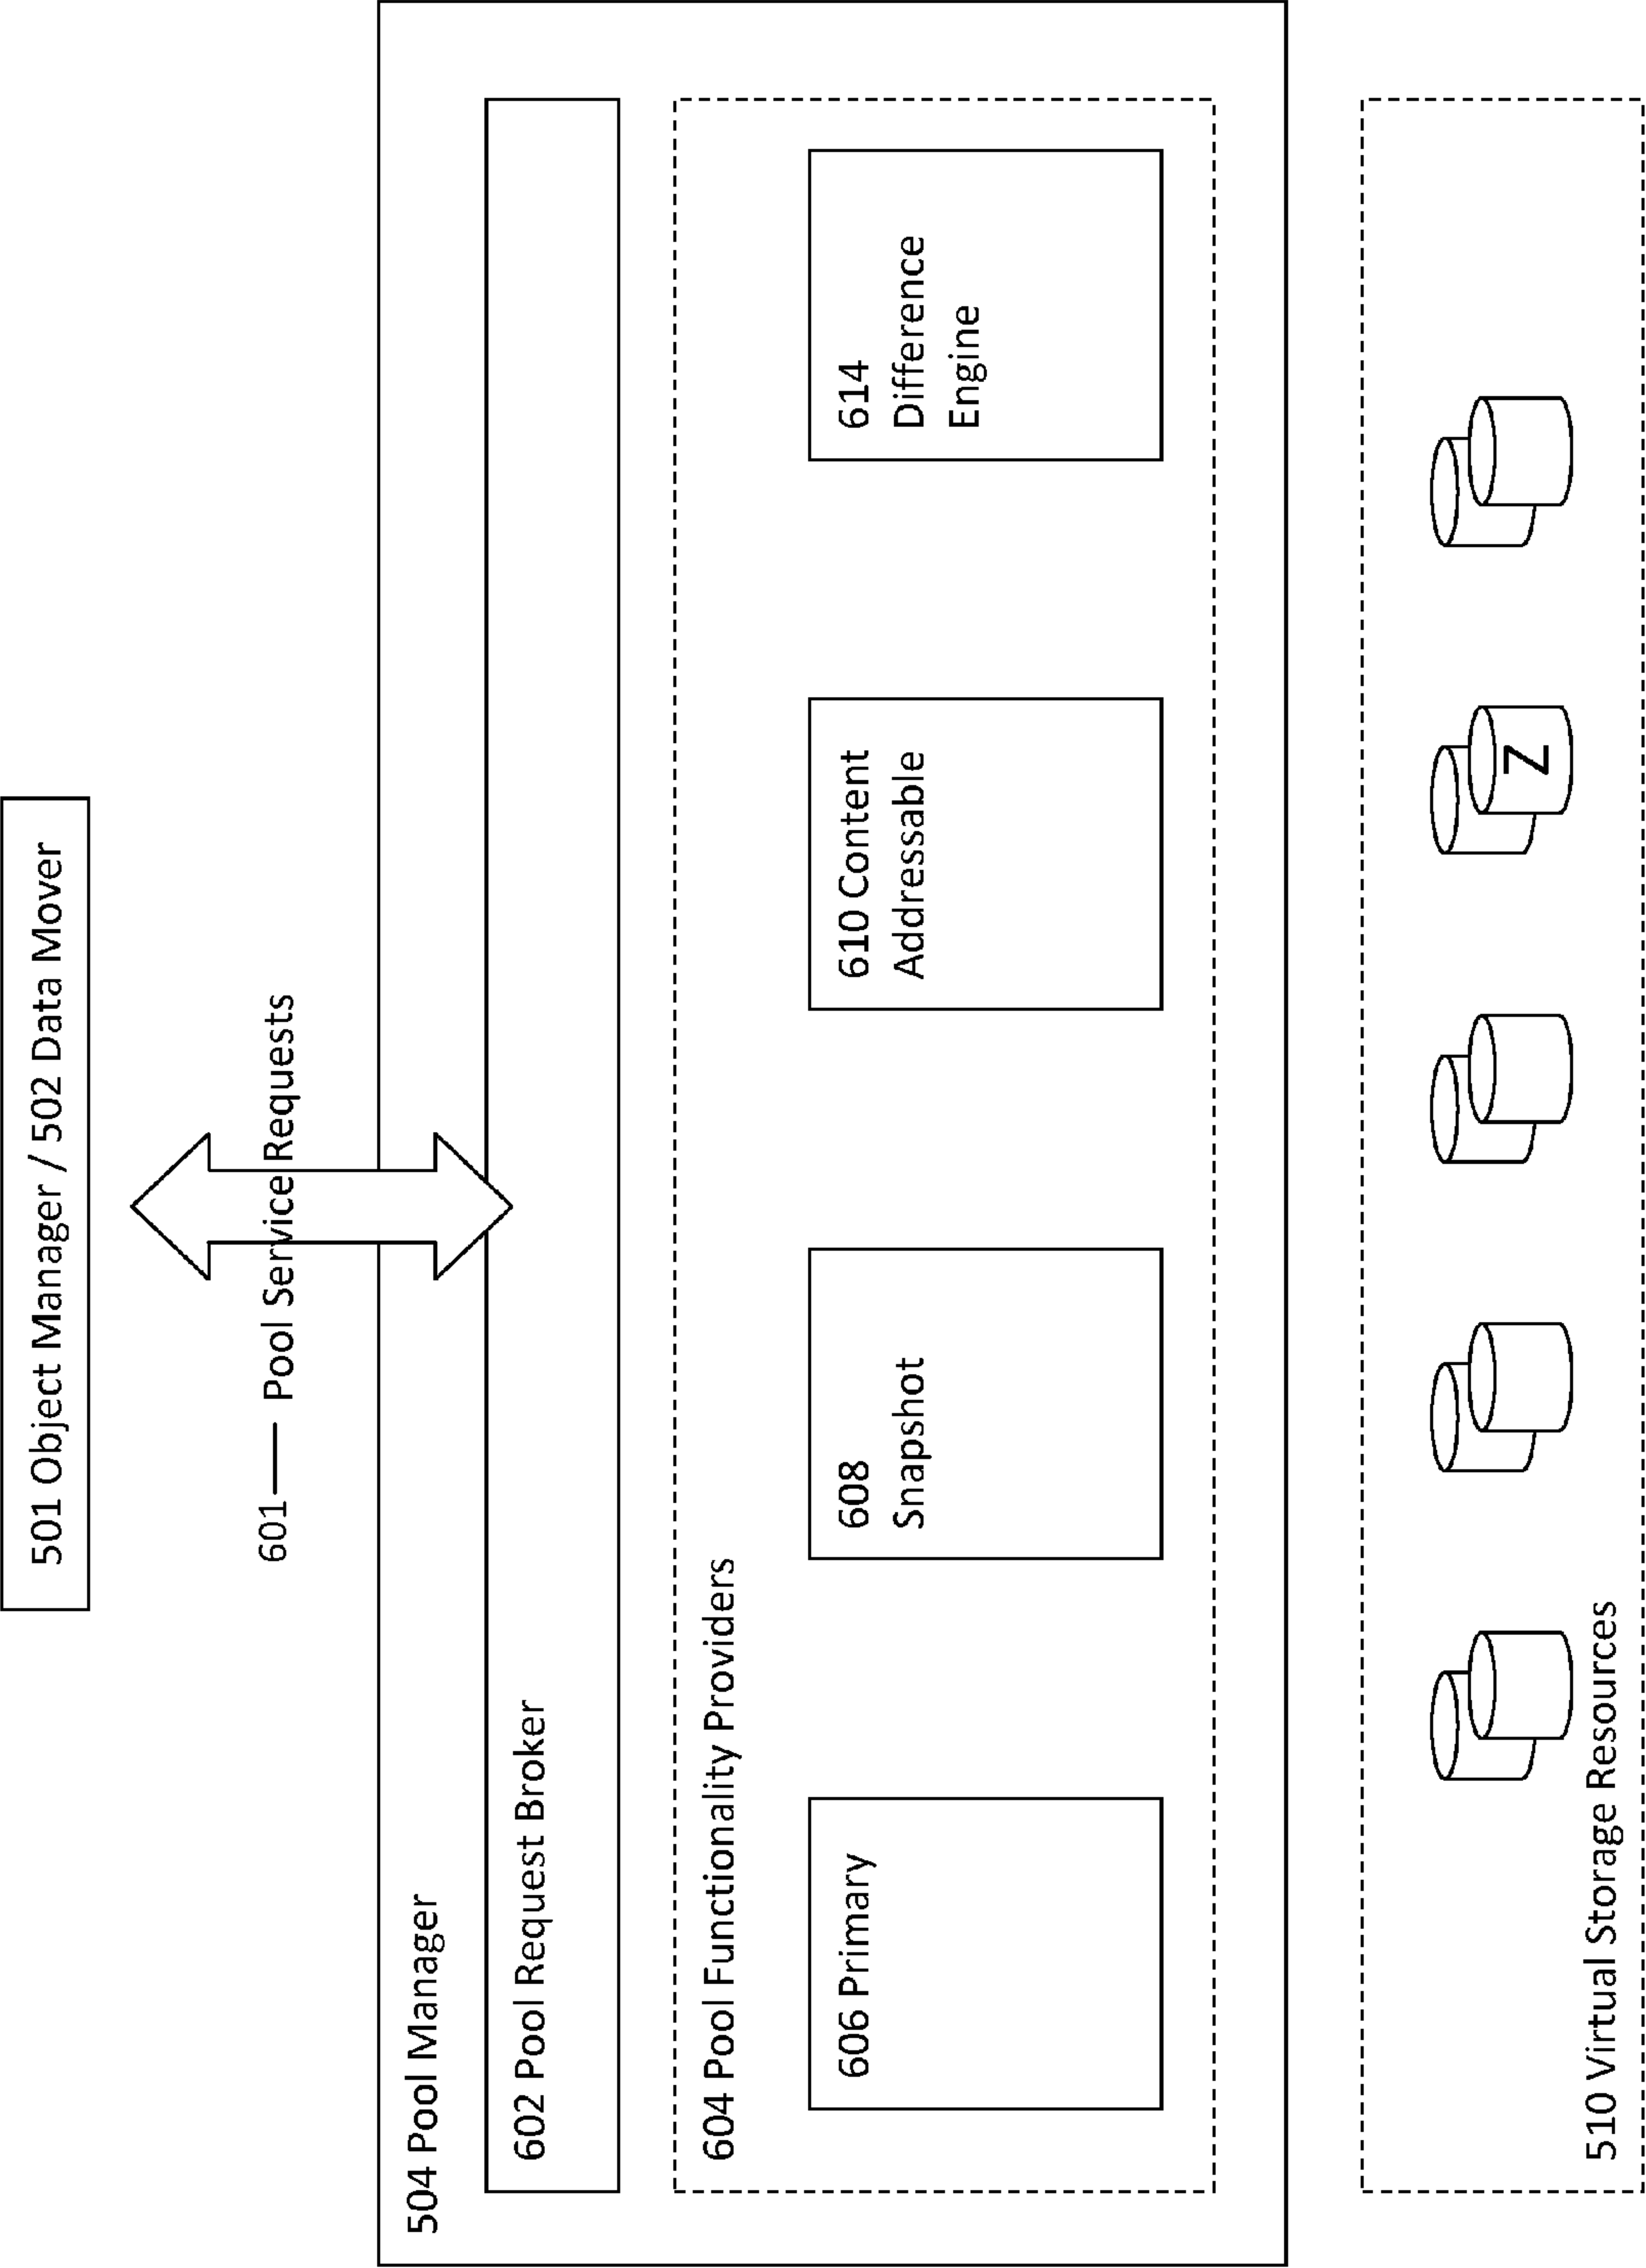 501 Object Manager / 502 Data Mover
601 — Pool Service Requests
504 Pool Manager
602 Pool Request Broker
604 Pool Functionality Providers
606 Primary
608
Snapshot
610 Content
Addressable
614
Difference
Engine
Z
510 Virtual Storage Resources